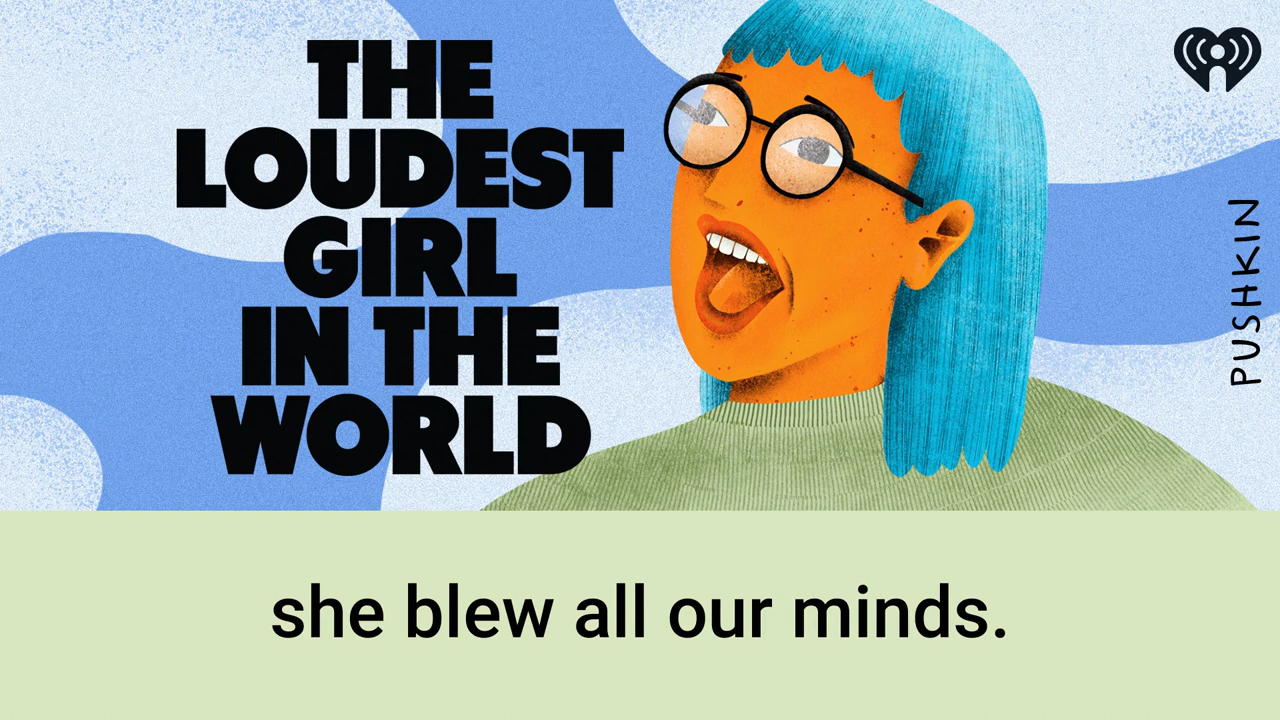 THE
LOUDEST
GIRL
IN THE
WORLD
PUSHKIN
she blew all our minds.